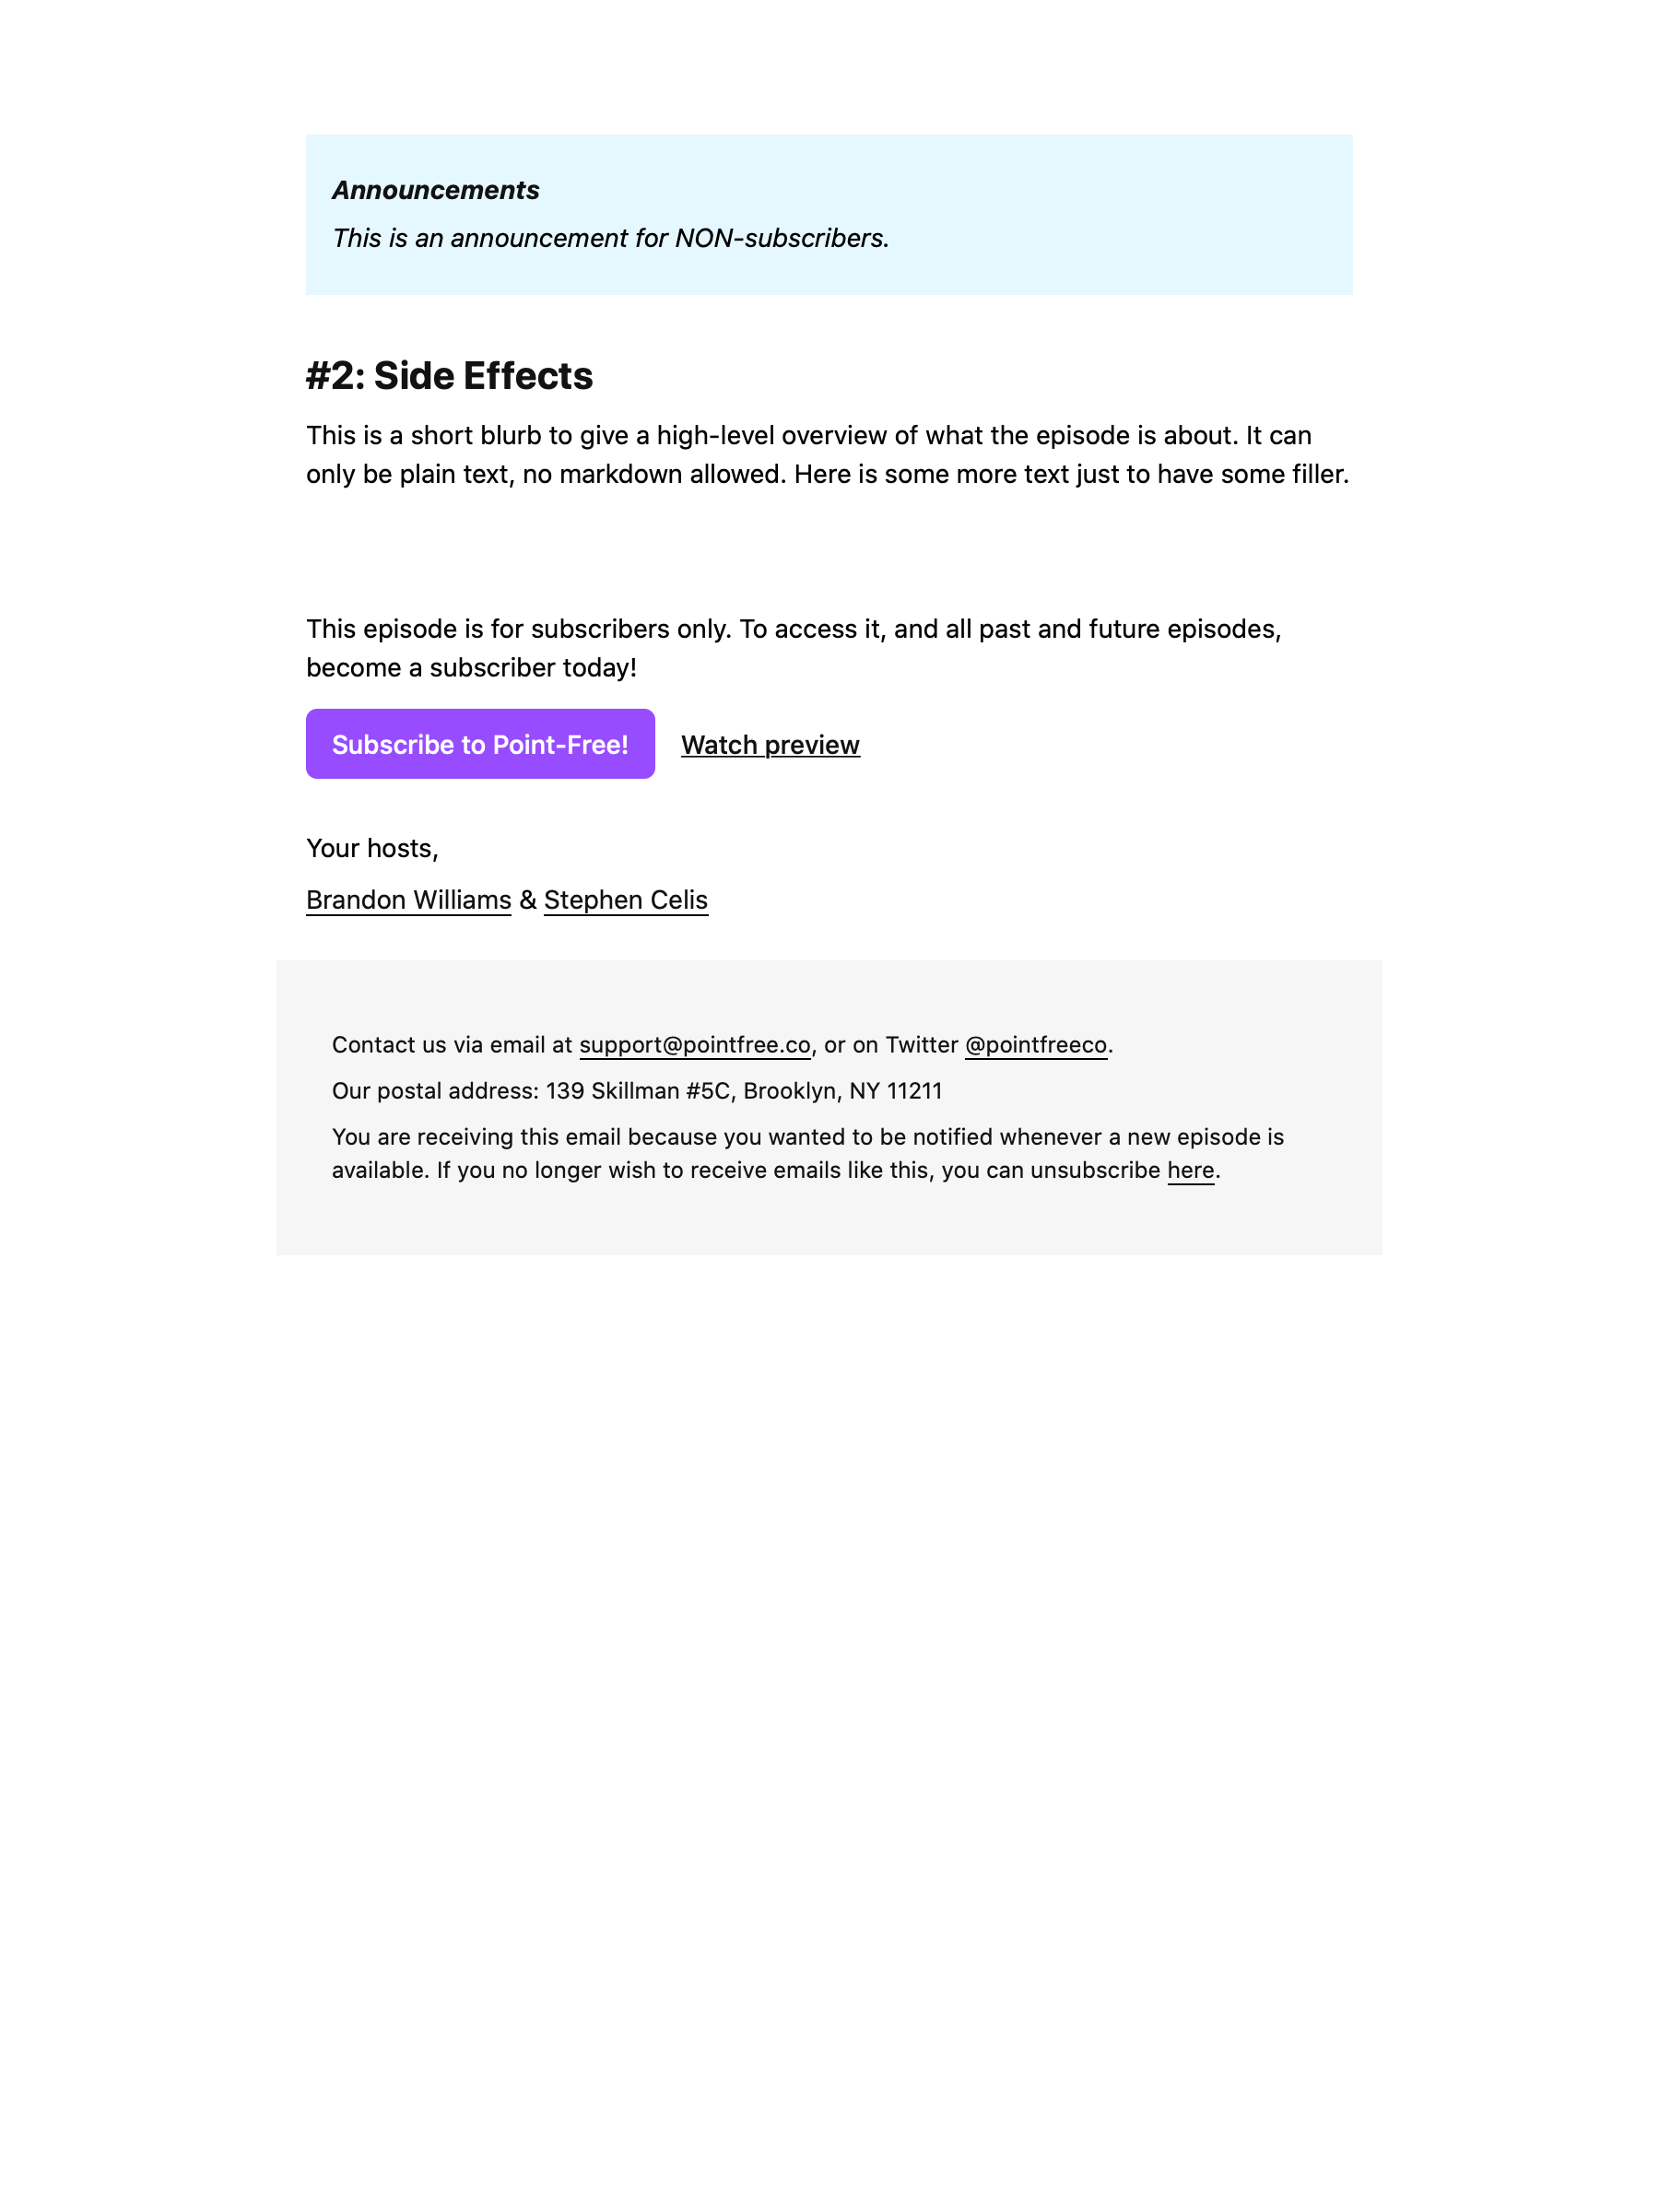 Announcements
This is an announcement for NON-subscribers.
#2: Side Effects
This is a short blurb to give a high-level overview of what the episode is about. It can
only be plain text, no markdown allowed. Here is some more text just to have some filler.
This episode is for subscribers only. To access it, and all past and future episodes,
become a subscriber today!
Subscribe to Point-Free! Watch preview
Your hosts,
Brandon Williams & Stephen Celis
Contact us via email at support@pointfree.co, or on Twitter @pointfreeco.
Our postal address: 139 Skillman #5C, Brooklyn, NY 11211
You are receiving this email because you wanted to be notified whenever a new episode is
available. If you no longer wish to receive emails like this, you can unsubscribe here.